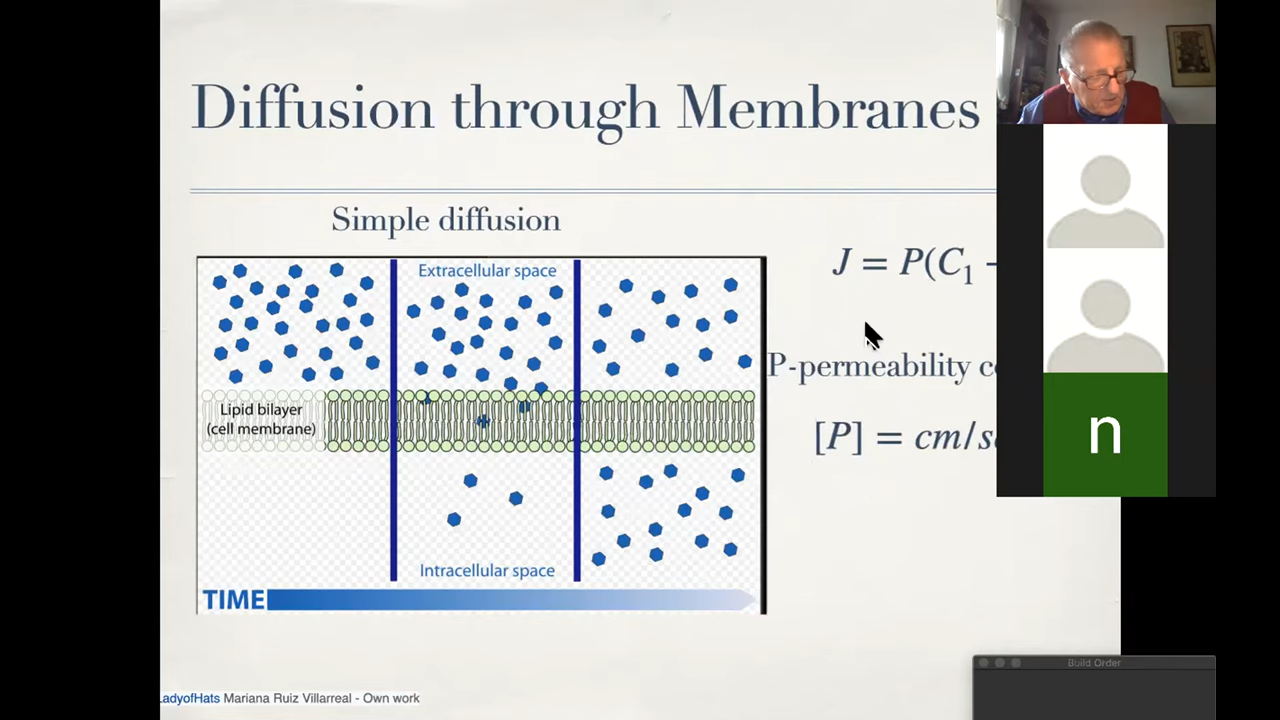 Diffusion through Membranes
Simple diffusion
Extracellular space
Lipid bilayer
(cell membrane)
Intracellular space
TIME
J = P(C₁ -
P-permeability
[P] = cm/s
n
Build Order
LadyofHats Mariana Ruiz Villarreal - Own work